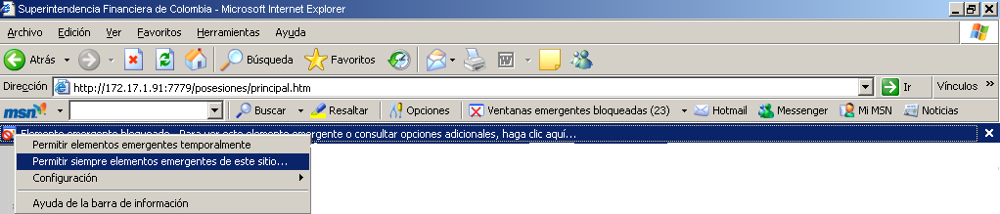 Superintendencia Financiera de Colombia - Microsoft Internet Explorer
Archivo Edición Ver Favoritos Herramientas Ayuda
Atrás Búsqueda Favoritos
Dirección http://172.17.1.91:7779/posesiones/principal.htm Ir Vínculos »
msn Buscar Resaltar Opciones Ventanas emergentes bloqueadas (23) Hotmail Messenger Mi MSN Noticias
Elemento emergente bloqueado. Para ver este elemento emergente o consultar opciones adicionales, haga clic aquí...
Permitir elementos emergentes temporalmente
Permitir siempre elementos emergentes de este sitio...
Configuración
Ayuda de la barra de información